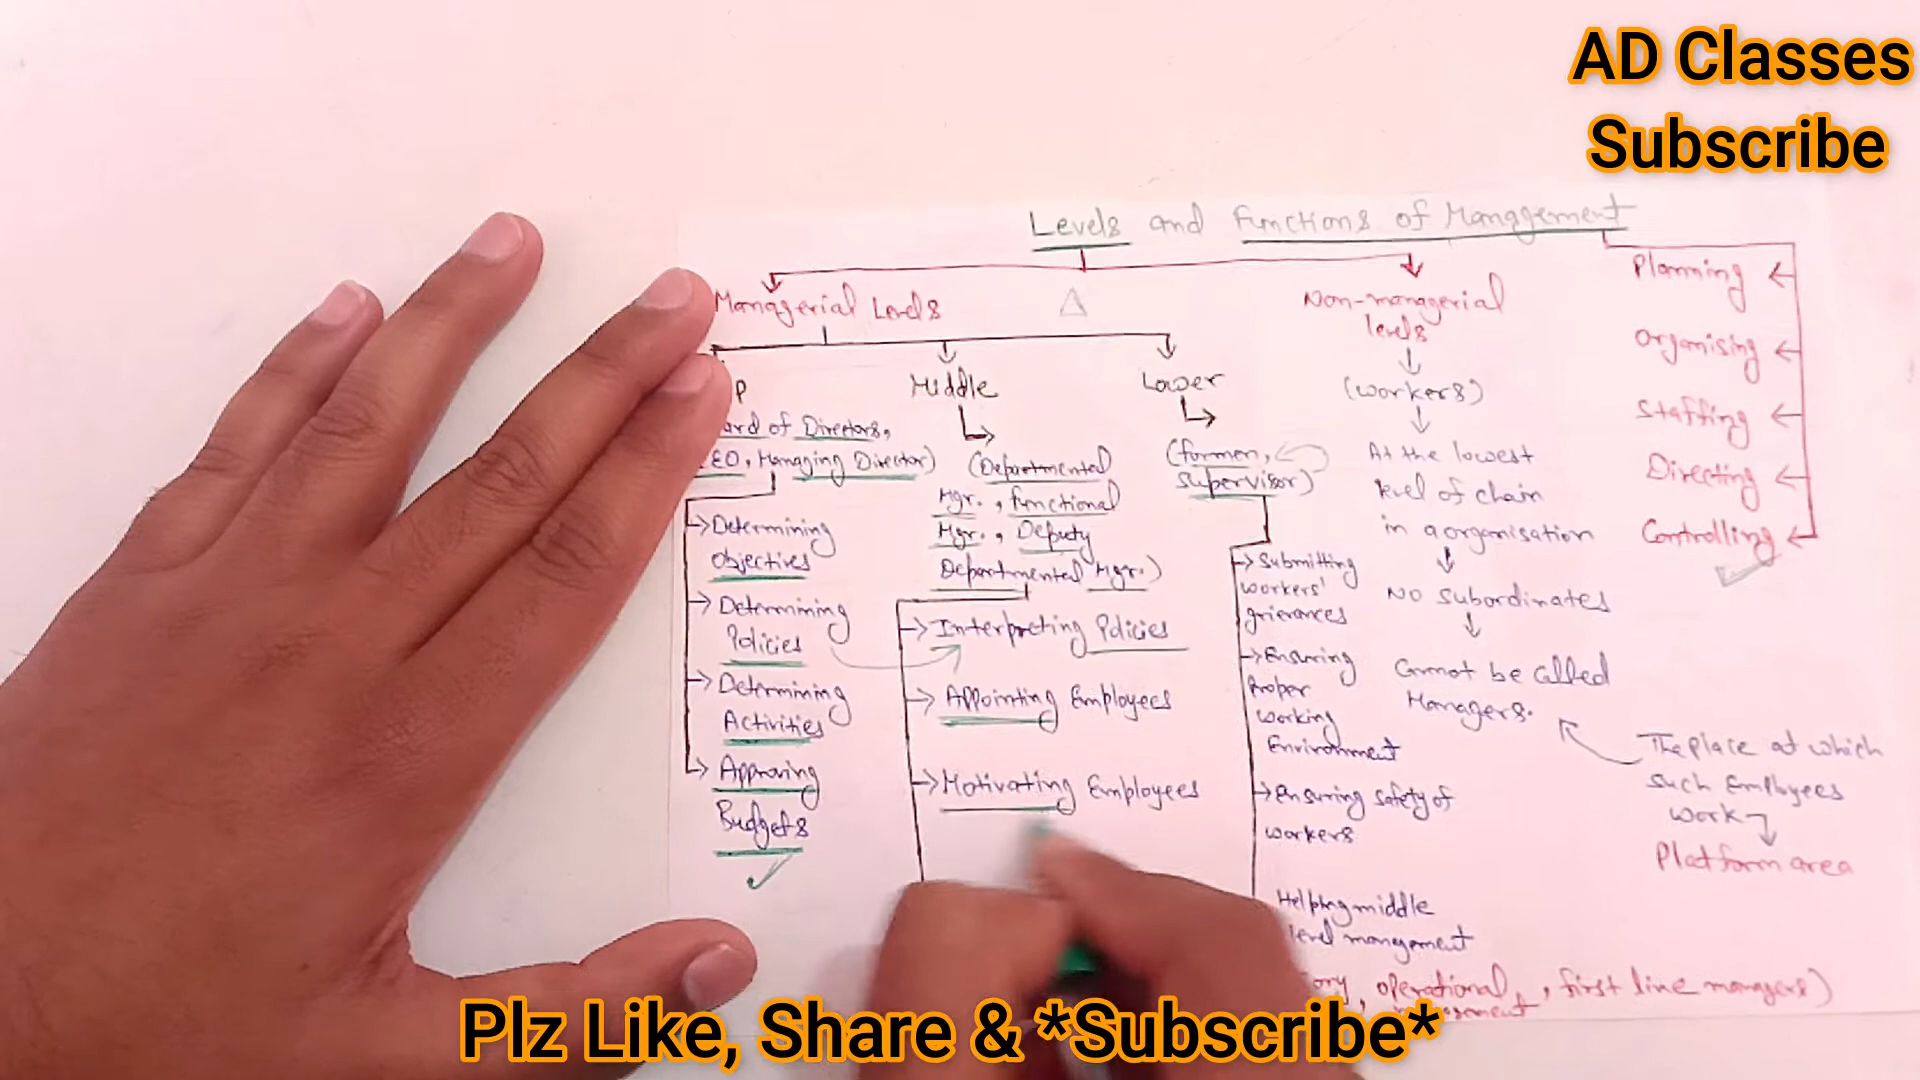 AD Classes
Subscribe
Levels and Functions of Management
Managerial Levels
Non-managerial
levels
Planning
Organising
Staffing
Directing
Controlling
Middle
Lower
(Workers)
of Directors,
Managing Director)
Determining
Objectives
Determining
Policies
Determining
Activities
Approving
Budgets
(Departmental
Mgr., Functional
Mgr., Deputy
Departmental Mgr.)
Interpreting Policies
Appointing Employees
Motivating Employees
(formen,
Supervisor)
Submitting
workers'
grievances
Ensuring
Proper
Working
Environment
Ensuring safety of
workers
Helping middle
level management
operational, first line managers)
At the lowest
level of chain
in a organisation
No subordinates
Cannot be called
Managers.
The place at which
such Employees
work
Platform area
Plz Like, Share & *Subscribe*